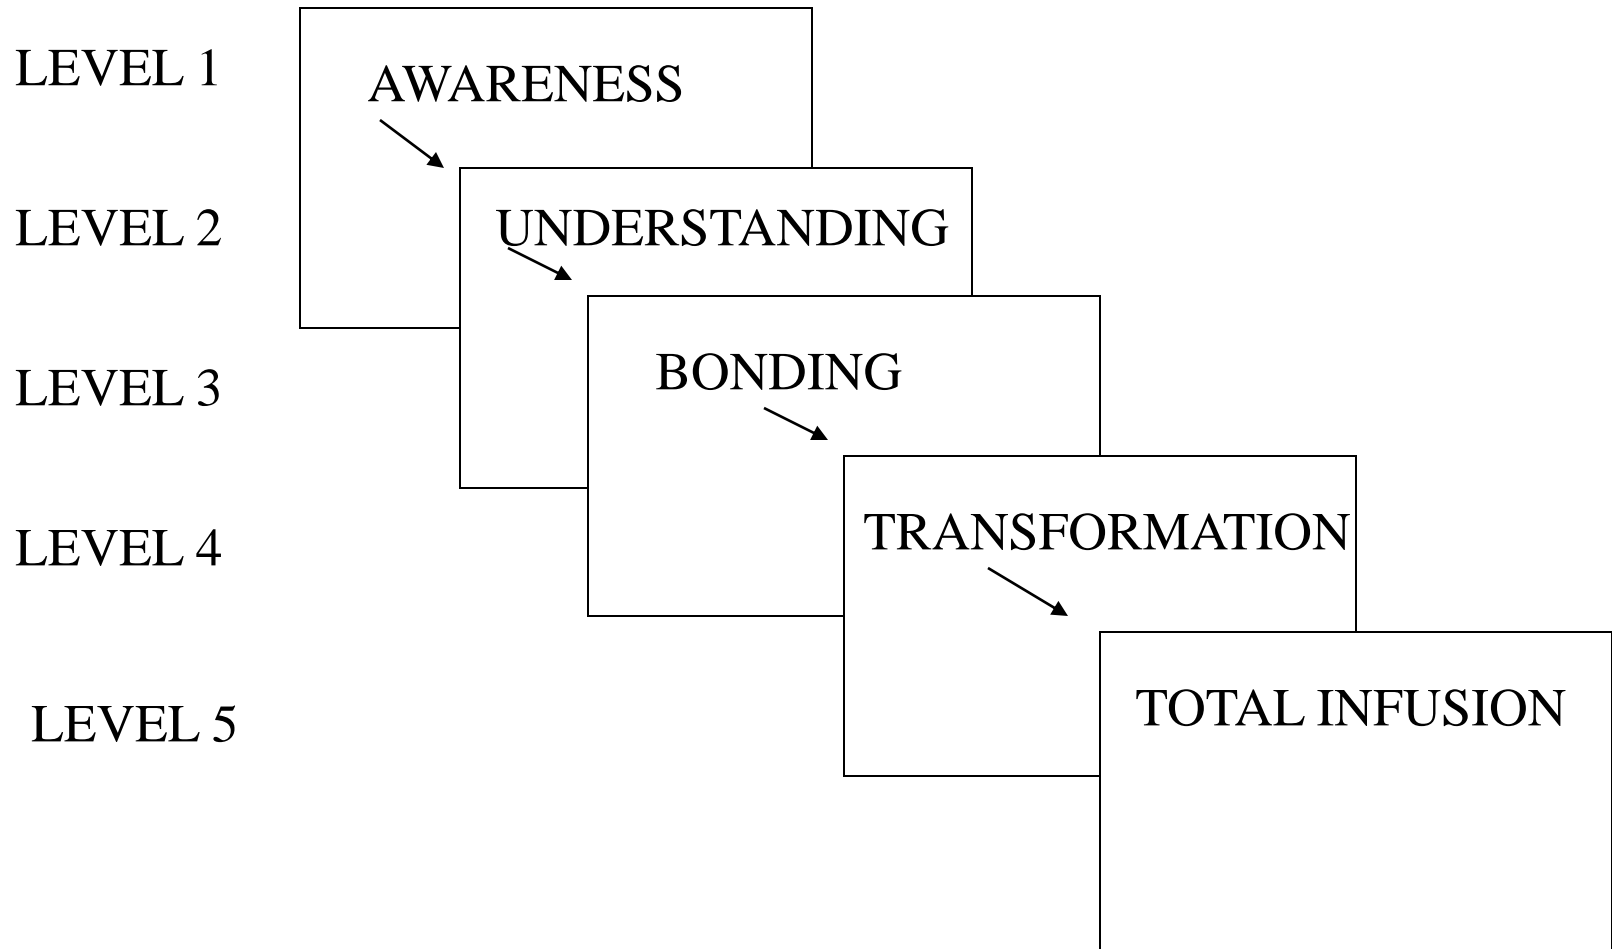 LEVEL 1
AWARENESS
LEVEL 2
UNDERSTANDING
LEVEL 3
BONDING
LEVEL 4
TRANSFORMATION
LEVEL 5
TOTAL INFUSION